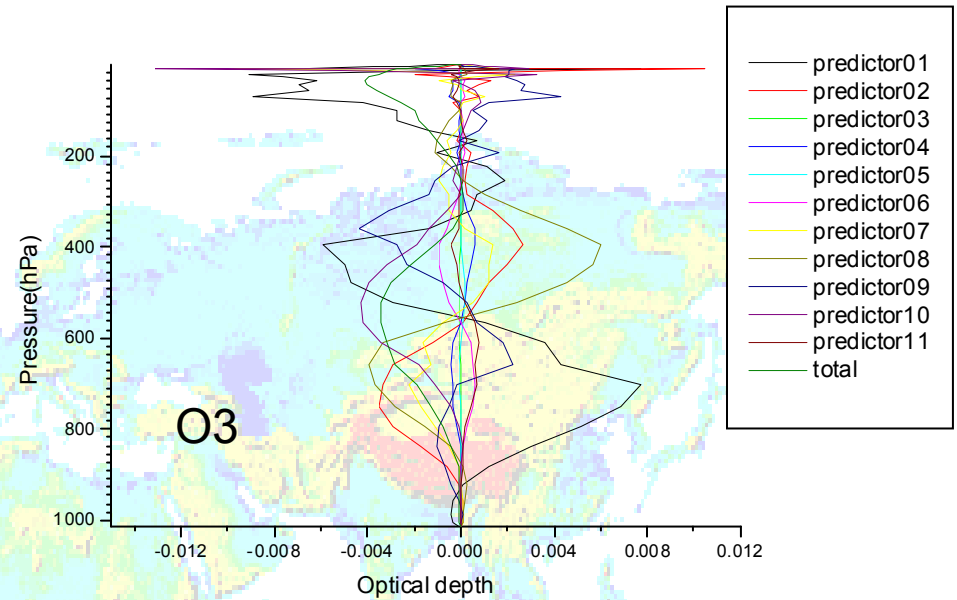 predictor01
predictor02
predictor03
predictor04
predictor05
predictor06
predictor07
predictor08
predictor09
predictor10
predictor11
total
200
400
600
800
1000
Pressure(hPa)
O3
-0.012 -0.008 -0.004 0.000 0.004 0.008 0.012
Optical depth